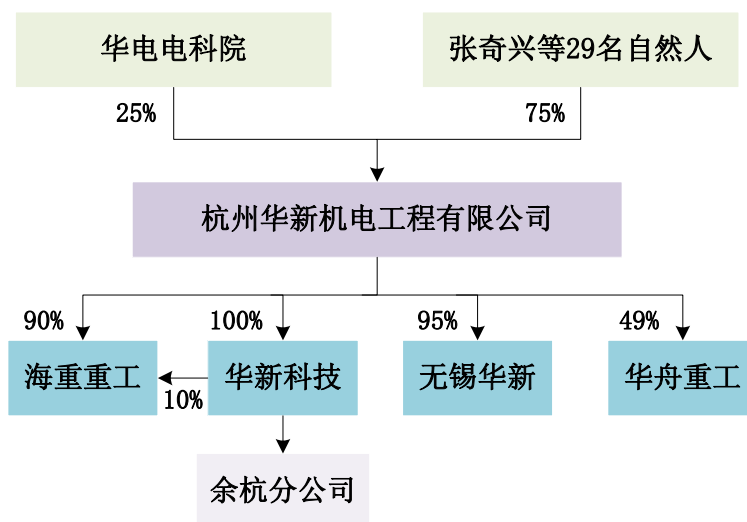 华电电科院
张奇兴等29名自然人
25%
75%
杭州华新机电工程有限公司
90%
100%
95%
49%
海重重工
华新科技
无锡华新
华舟重工
10%
余杭分公司